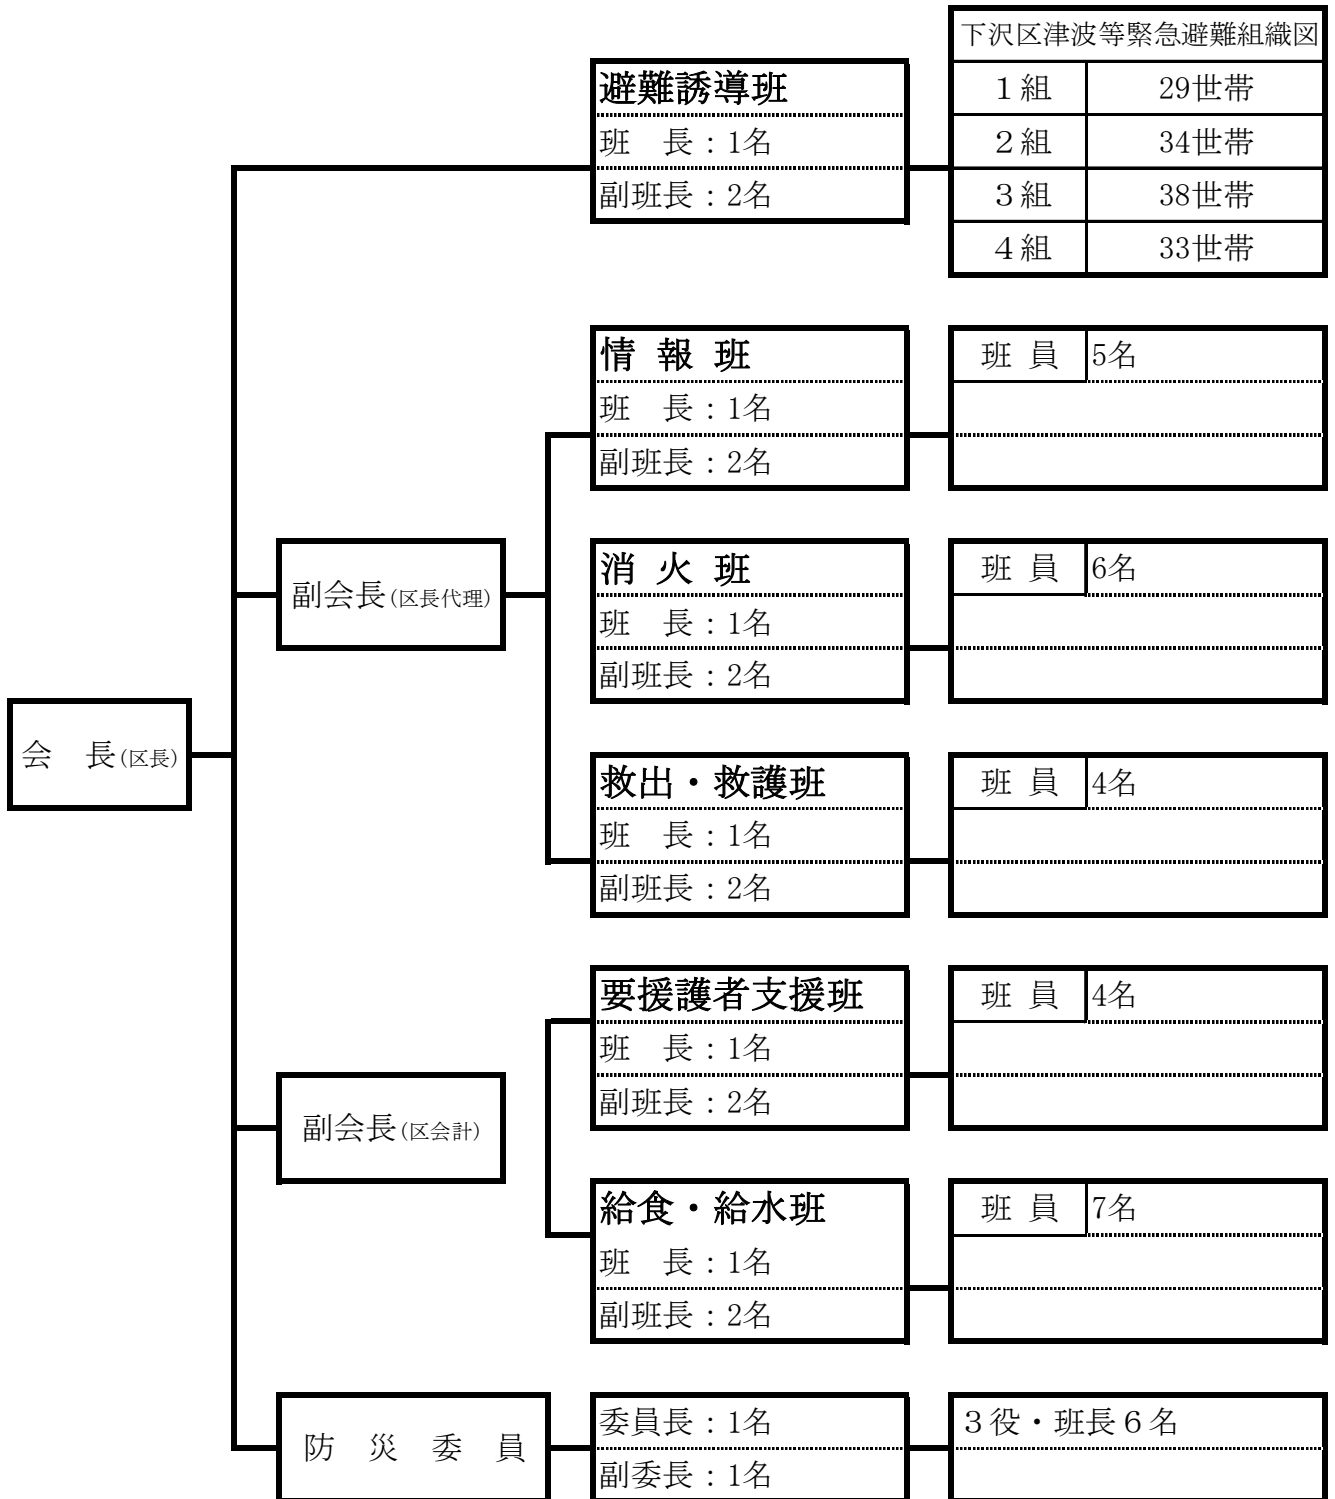 下沢区津波等緊急避難組織図
避難誘導班
班　長：1名
副班長：2名
１組　29世帯
２組　34世帯
３組　38世帯
４組　33世帯
情 報 班
班　長：1名
副班長：2名
班 員　5名
副会長(区長代理)
消 火 班
班　長：1名
副班長：2名
班 員　6名
会　長(区長)
救出・救護班
班　長：1名
副班長：2名
班 員　4名
要援護者支援班
班　長：1名
副班長：2名
班 員　4名
副会長(区会計)
給食・給水班
班　長：1名
副班長：2名
班 員　7名
防　災　委　員
委員長：1名
副委長：1名
３役・班長６名